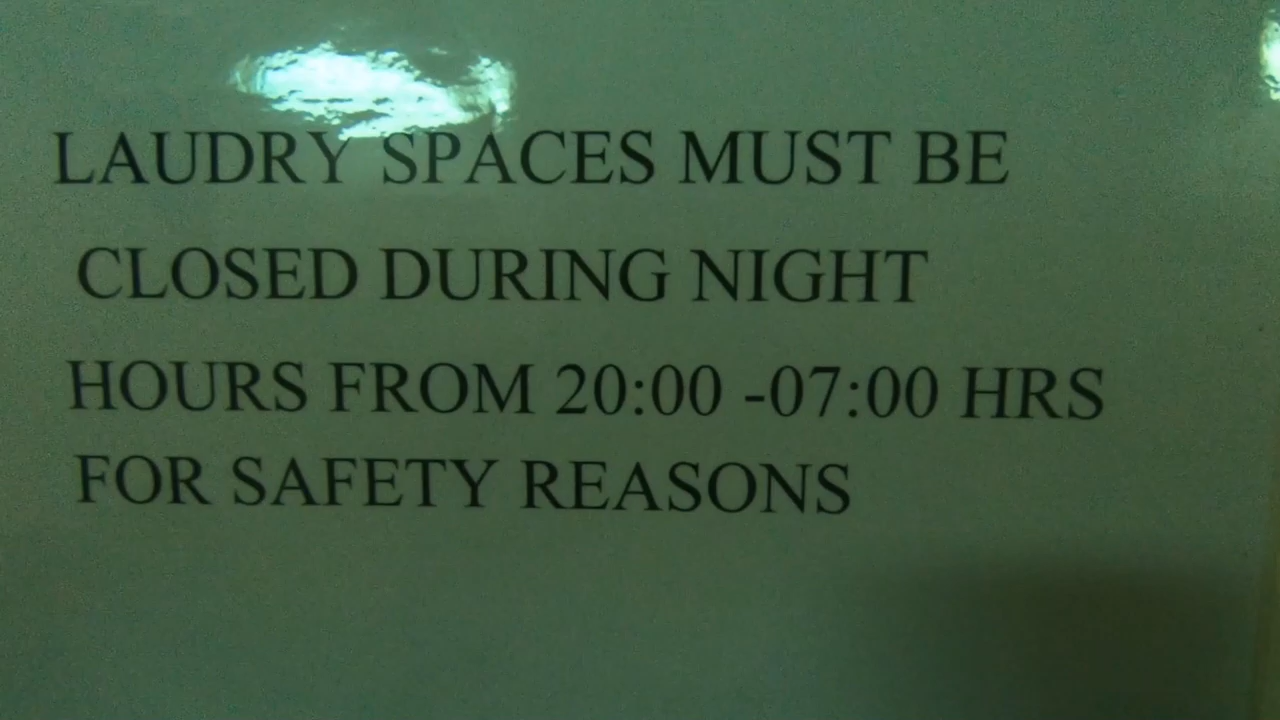 LAUDRY SPACES MUST BE
CLOSED DURING NIGHT
HOURS FROM 20:00 -07:00 HRS
FOR SAFETY REASONS